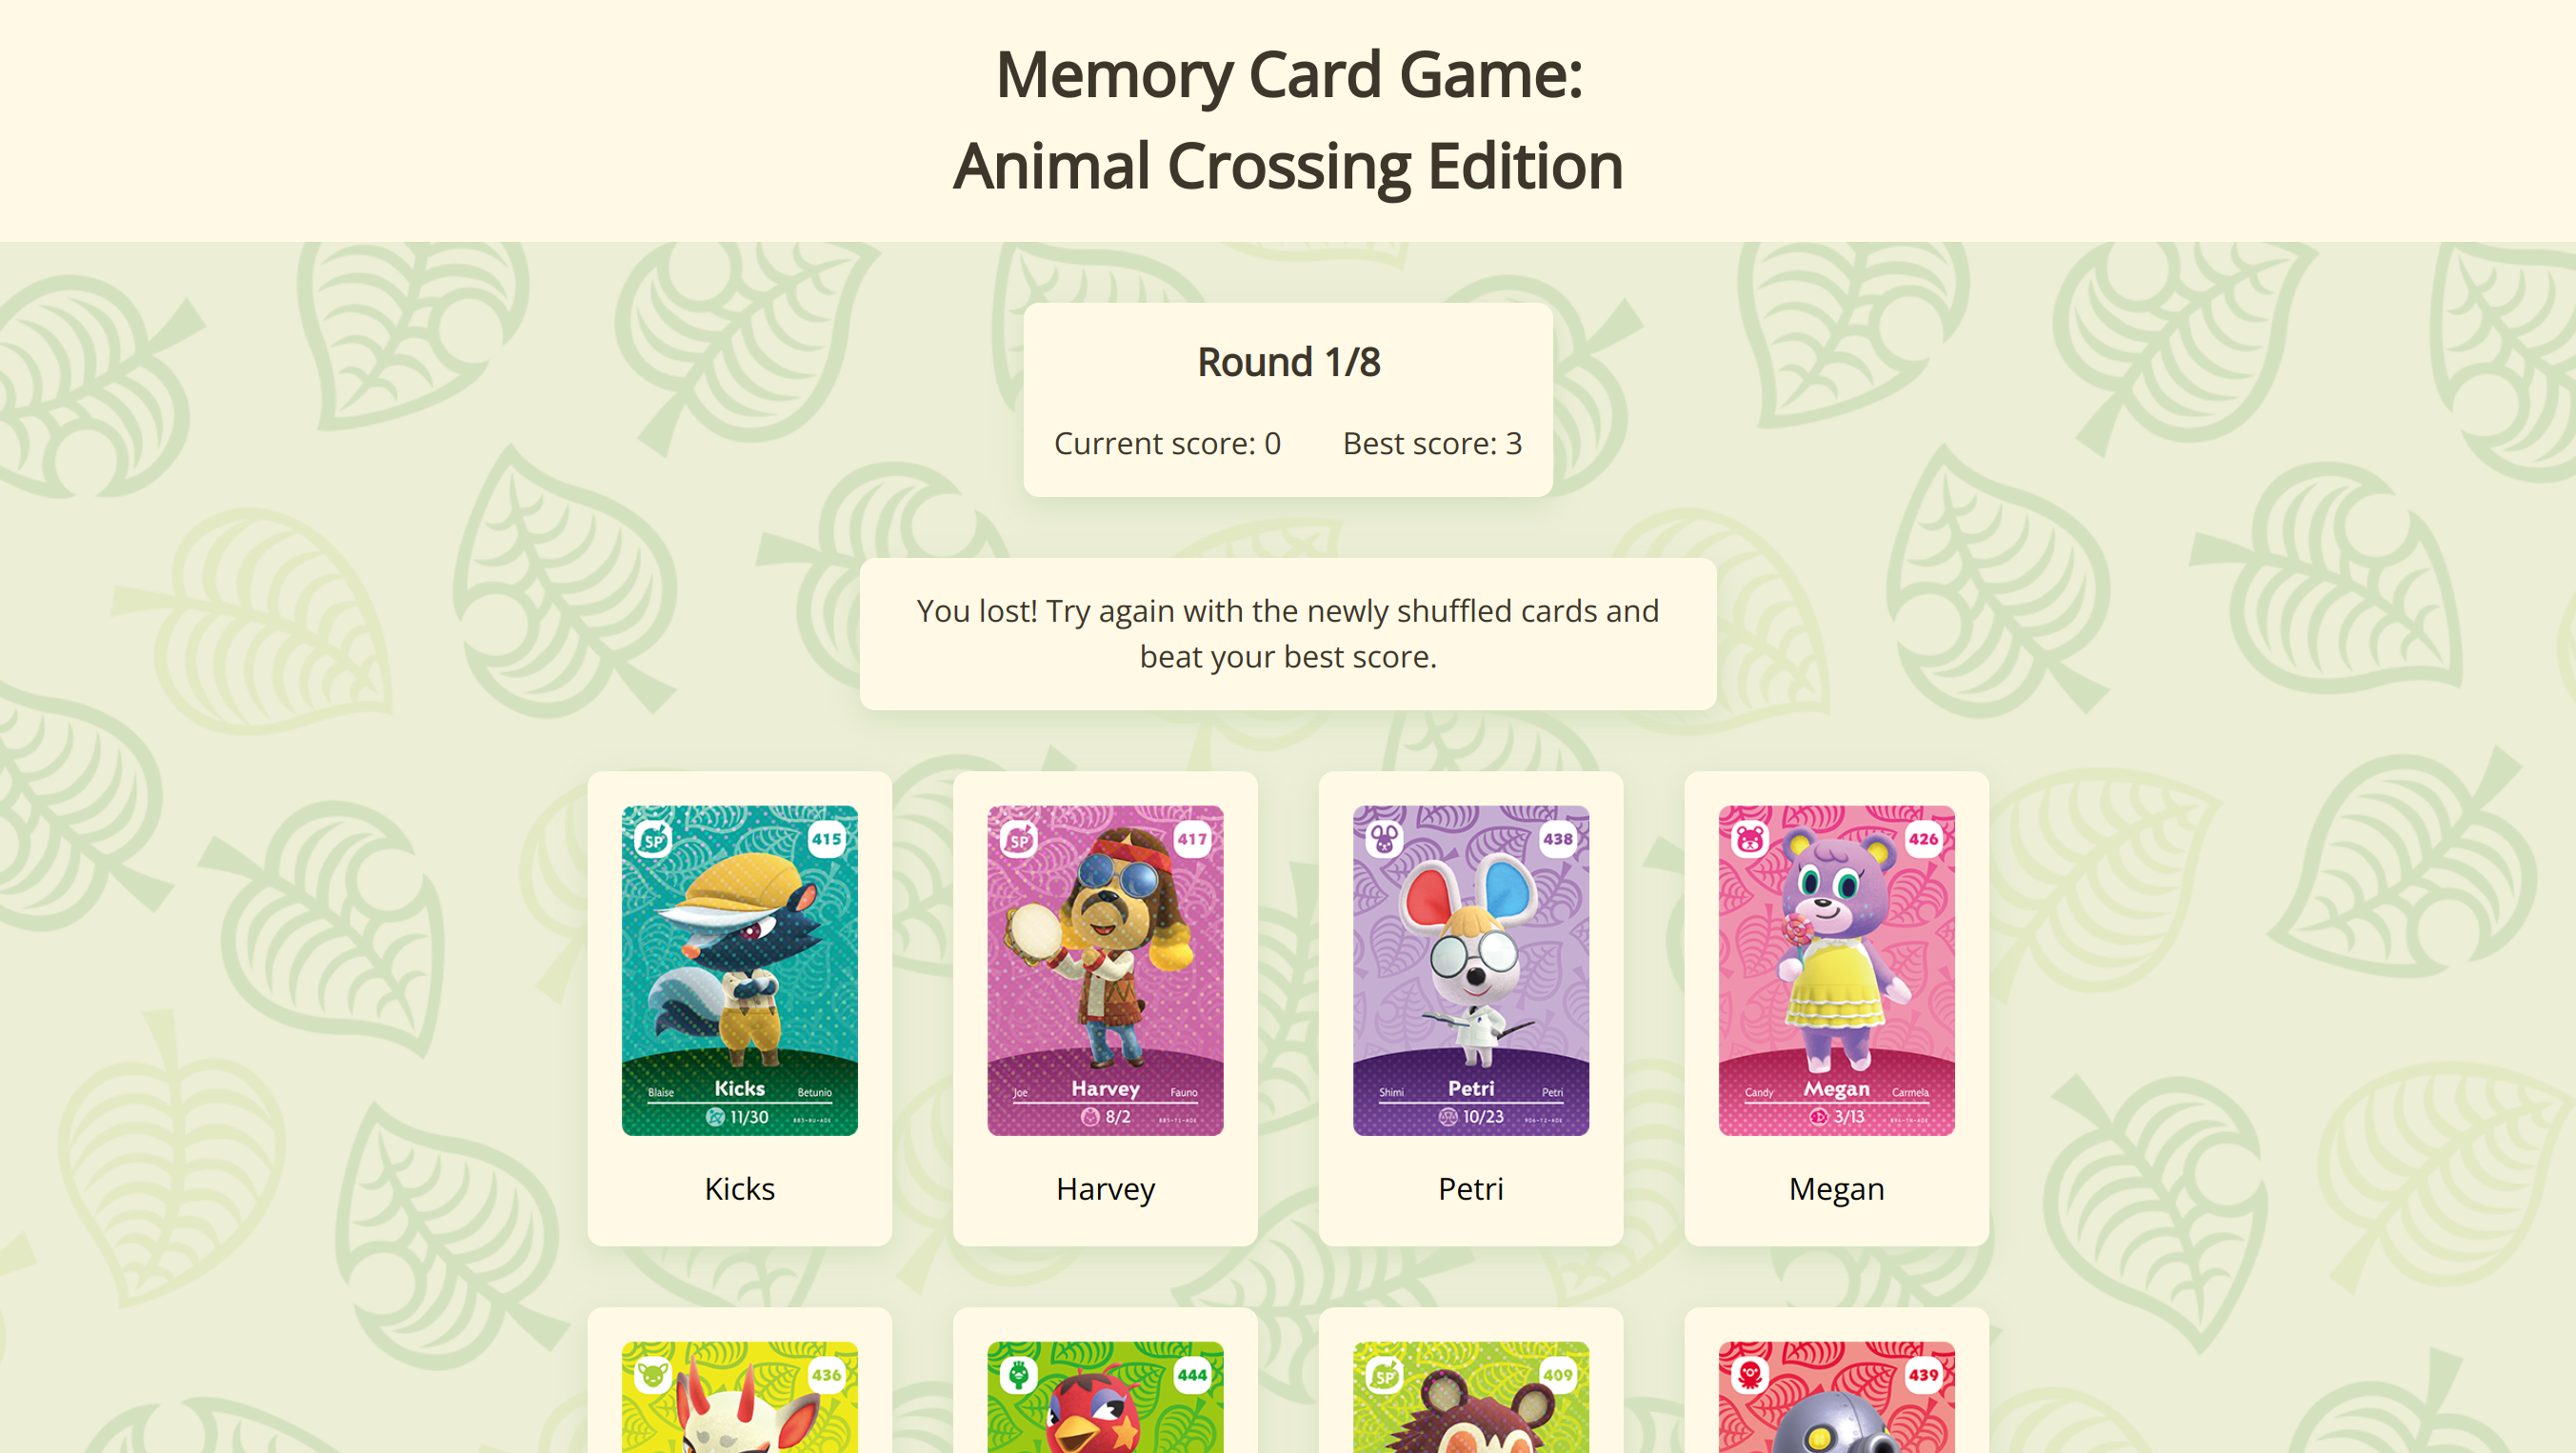 Memory Card Game:
Animal Crossing Edition
Round 1/8
Current score: 0 Best score: 3
You lost! Try again with the newly shuffled cards and
beat your best score.
SP 415
Blaise Kicks Betunio
11/30
Kicks
SP 417
Joe Harvey Fauno
8/2
Harvey
438
Shimi Petri Petri
10/23
Petri
426
Candy Megan Carmela
3/13
Megan
436
444
SP 409
439